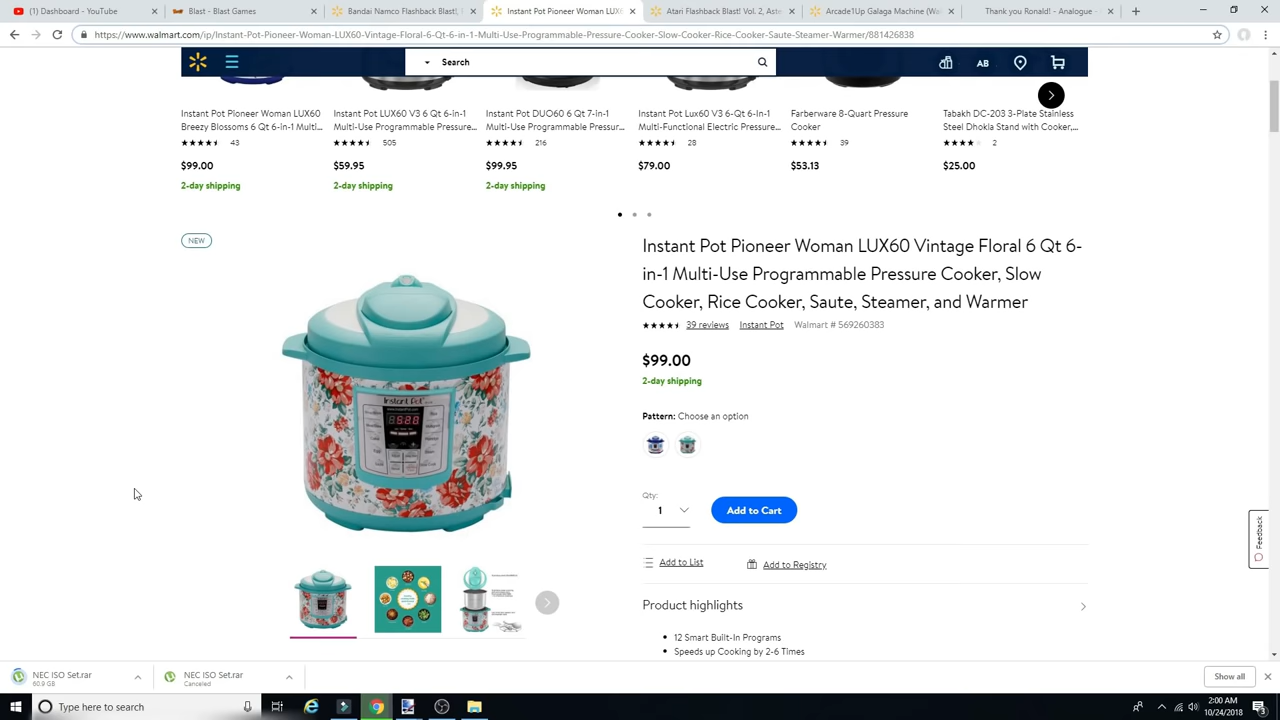 (1) Dashboard - YouTube
Blast - Blast Games
Bandai Namco Flashback Blast!,
Instant Pot Pioneer Woman LUX6
Atari Flashback Blast! Vol. 2, Aste
Arcade1Up Galaga Machine (Wa
Thank you Ronald! - Analogue -
https://www.walmart.com/ip/Instant-Pot-Pioneer-Woman-LUX60-Vintage-Floral-6-Qt-6-in-1-Multi-Use-Programmable-Pressure-Cooker-Slow-Cooker-Rice-Cooker-Saute-Steamer-Warmer/881426838
Search
AB
Instant Pot Pioneer Woman LUX60
Breezy Blossoms 6 Qt 6-in-1 Multi...
43
$99.00
2-day shipping
Instant Pot LUX60 V3 6 Qt 6-in-1
Multi-Use Programmable Pressure...
505
$59.95
2-day shipping
Instant Pot DUO60 6 Qt 7-in-1
Multi-Use Programmable Pressur...
216
$99.95
2-day shipping
Instant Pot Lux60 V3 6-Qt 6-In-1
Multi-Functional Electric Pressure...
28
$79.00
Farberware 8-Quart Pressure
Cooker
39
$53.13
Tabakh DC-203 3-Plate Stainless
Steel Dhokla Stand with Cooker,...
2
$25.00
NEW
Instant Pot
Instant Pot Pioneer Woman LUX60 Vintage Floral 6 Qt 6-
in-1 Multi-Use Programmable Pressure Cooker, Slow
Cooker, Rice Cooker, Saute, Steamer, and Warmer
39 reviews Instant Pot Walmart # 569260383
$99.00
2-day shipping
Pattern: Choose an option
Qty:
1
Add to Cart
Add to List
Add to Registry
Feedback
Product highlights
12 Smart Built-In Programs
Speeds up Cooking by 2-6 Times
NEC ISO Set.rar
60.9 GB
NEC ISO Set.rar
Canceled
Show all
Type here to search
2:00 AM
10/24/2018